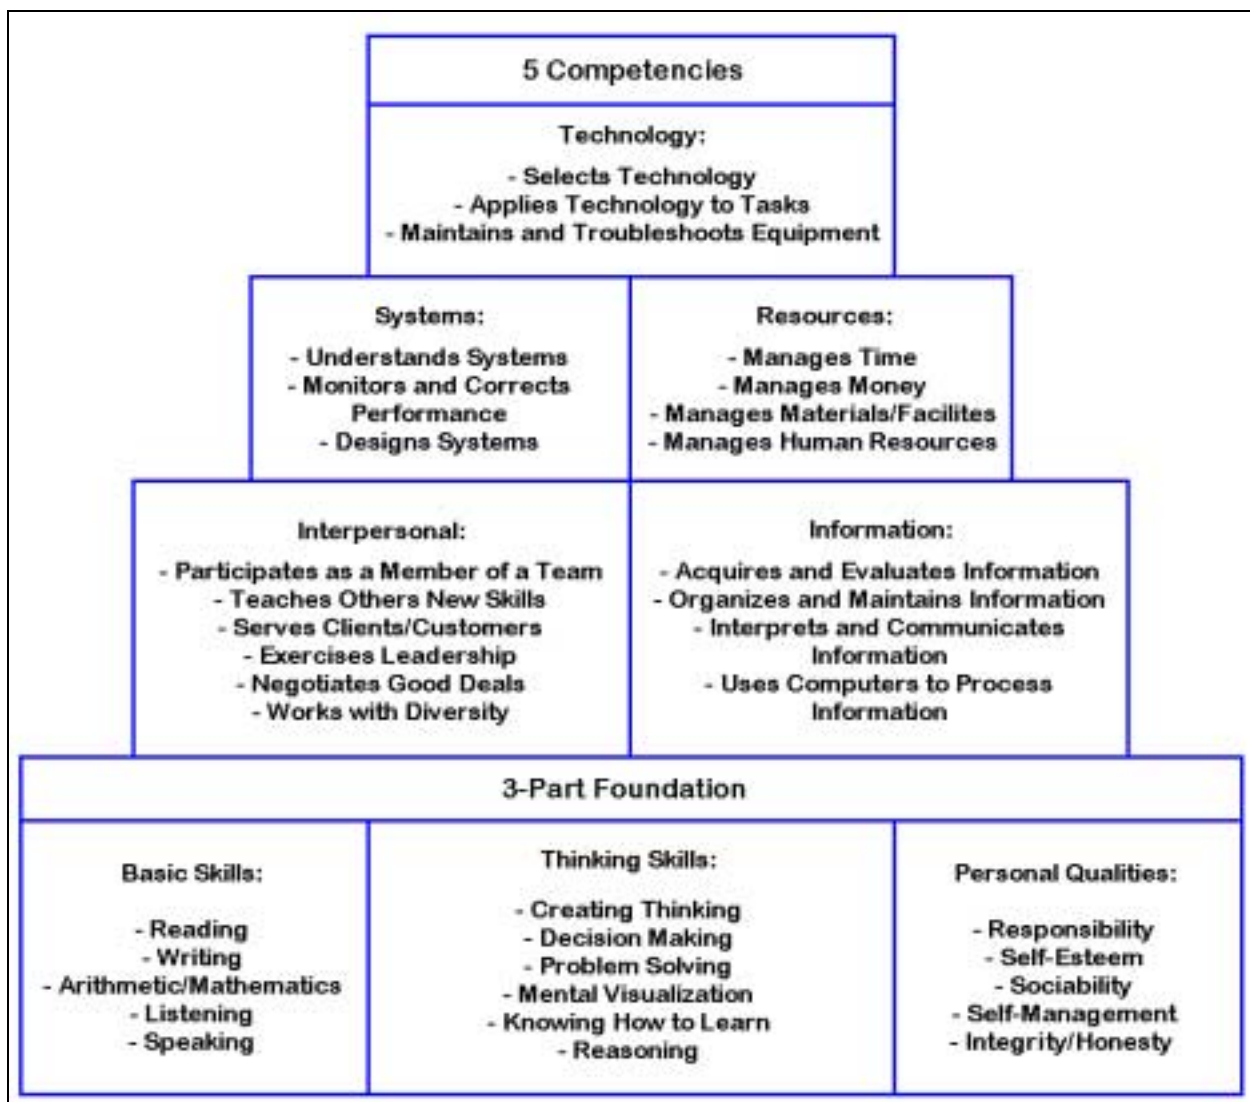 5 Competencies
Technology:
- Selects Technology
- Applies Technology to Tasks
- Maintains and Troubleshoots Equipment
Systems:
- Understands Systems
- Monitors and Corrects
Performance
- Designs Systems
Resources:
- Manages Time
- Manages Money
- Manages Materials/Facilites
- Manages Human Resources
Interpersonal:
- Participates as a Member of a Team
- Teaches Others New Skills
- Serves Clients/Customers
- Exercises Leadership
- Negotiates Good Deals
- Works with Diversity
Information:
- Acquires and Evaluates Information
- Organizes and Maintains Information
- Interprets and Communicates
Information
- Uses Computers to Process
Information
3-Part Foundation
Basic Skills:
- Reading
- Writing
- Arithmetic/Mathematics
- Listening
- Speaking
Thinking Skills:
- Creating Thinking
- Decision Making
- Problem Solving
- Mental Visualization
- Knowing How to Learn
- Reasoning
Personal Qualities:
- Responsibility
- Self-Esteem
- Sociability
- Self-Management
- Integrity/Honesty